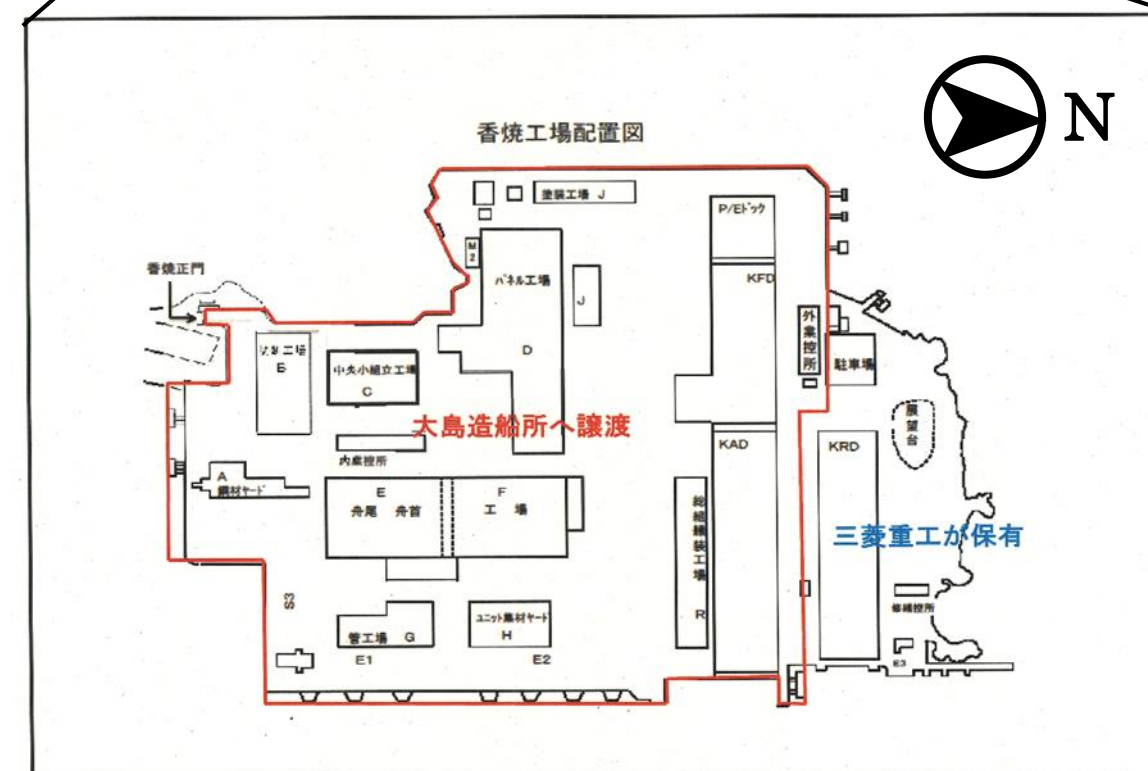 N
香焼工場配置図
塗装工場 J
P/Eドック
M
2
香焼正門
パネル工場
KFD
J
外業控所
工場
B
中央小組立工場
C
D
駐車場
展望台
大島造船所へ譲渡
内業控所
KAD
KRD
A
鋼材ヤード
E
F
舟尾 舟首
工 場
総組艤装工場
R
三菱重工が保有
S3
修繕控所
管工場 G
ユニット集材ヤード
H
E1
E2
E3